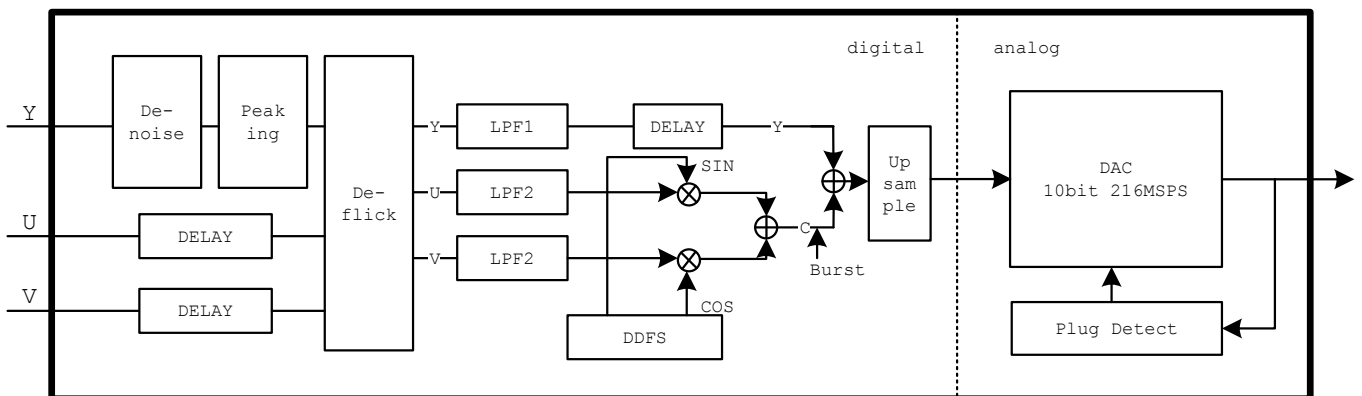 digital
analog
Y
De-
noise
Peak
ing
Y
LPF1
DELAY
Y
SIN
Up
sam
ple
DAC
10bit 216MSPS
De-
flick
U
LPF2
U
DELAY
C
V
LPF2
Burst
V
DELAY
COS
DDFS
Plug Detect